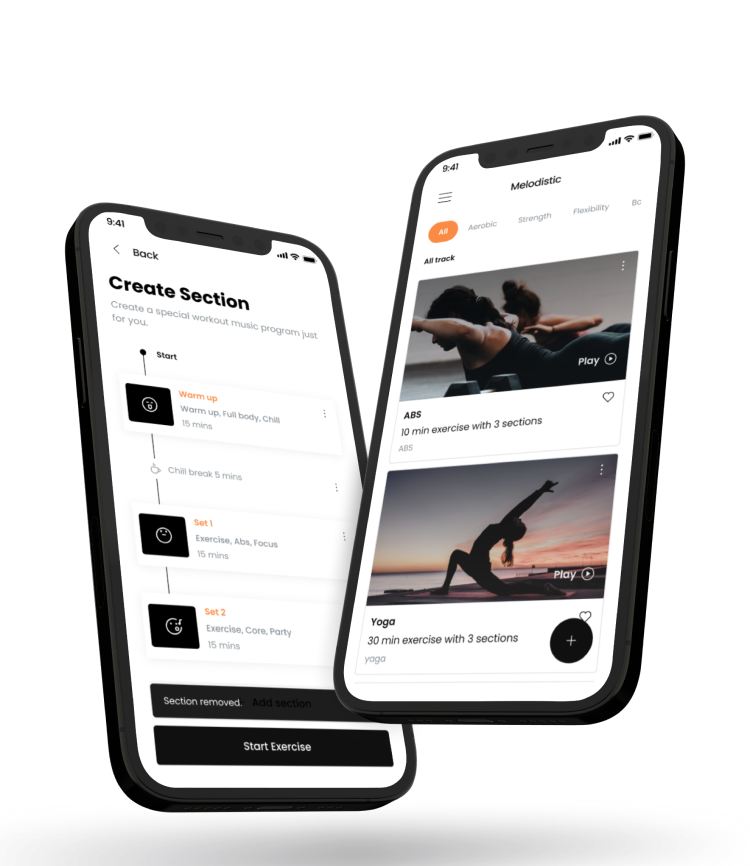 9:41
Back
Create Section
Create a special workout music program just
for you.
Start
Warm up
Warm up, Full body, Chill
15 mins
Chill break 5 mins
Set 1
Exercise, Abs, Focus
15 mins
Set 2
Exercise, Core, Party
15 mins
Section removed. Add section
Start Exercise
9:41
Melodistic
All Aerobic Strength Flexibility Bo
All track
Play
ABS
10 min exercise with 3 sections
ABS
Play
Yoga
30 min exercise with 3 sections
yoga